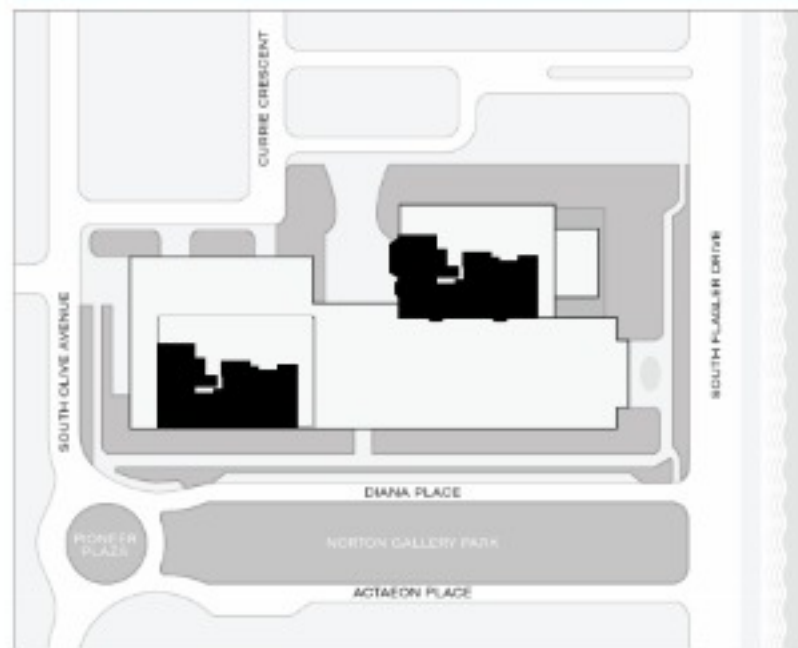 CURRIE CRESCENT
SOUTH OLIVE AVENUE
SOUTH FLAGLER DRIVE
DIANA PLACE
PIONEER
PLAZA
NORTON GALLERY PARK
ACTAEON PLACE